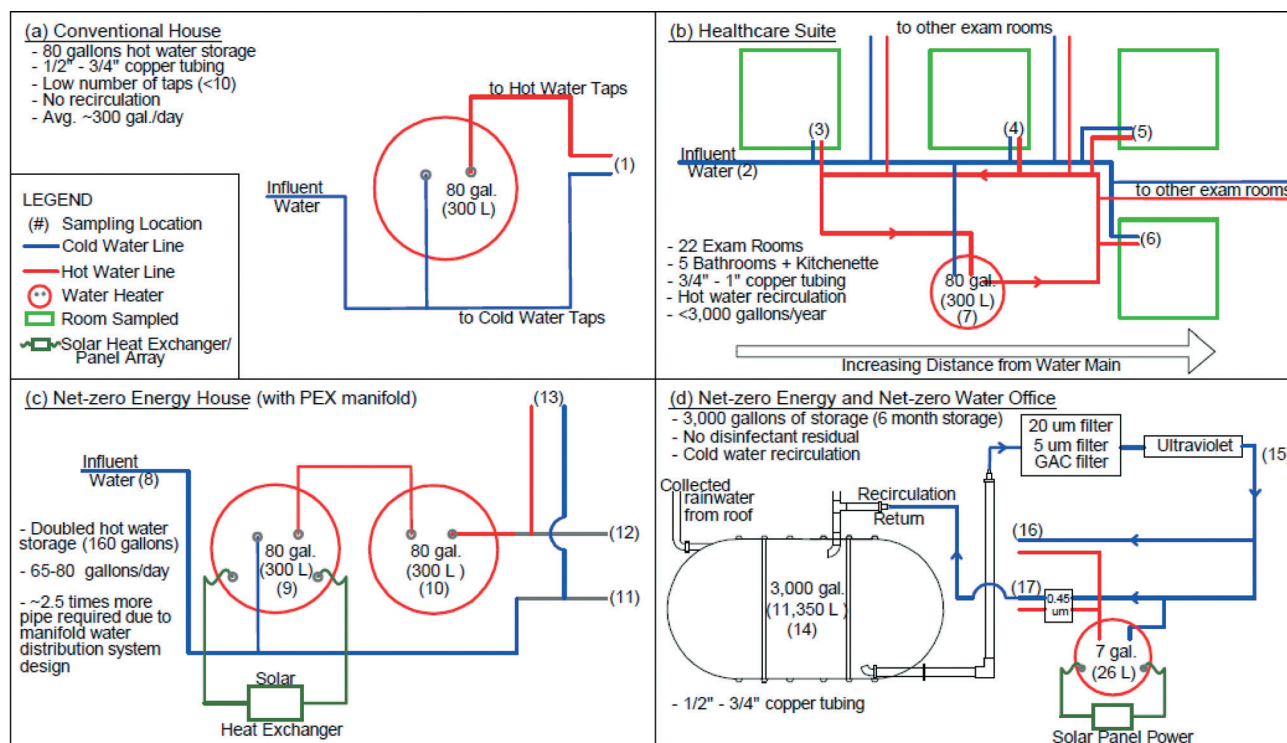 (a) Conventional House
- 80 gallons hot water storage
- 1/2" - 3/4" copper tubing
- Low number of taps (<10)
- No recirculation
- Avg. ~300 gal./day
to Hot Water Taps
(1)
80 gal.
(300 L)
Influent
Water
to Cold Water Taps
LEGEND
(#) Sampling Location
Cold Water Line
Hot Water Line
Water Heater
Room Sampled
Solar Heat Exchanger/
Panel Array
(b) Healthcare Suite
to other exam rooms
(3)
(4)
(5)
Influent
Water (2)
to other exam rooms
(6)
- 22 Exam Rooms
- 5 Bathrooms + Kitchenette
- 3/4" - 1" copper tubing
- Hot water recirculation
- <3,000 gallons/year
80 gal.
(300 L)
(7)
Increasing Distance from Water Main
(c) Net-zero Energy House (with PEX manifold)
(13)
Influent
Water (8)
- Doubled hot water
storage (160 gallons)
- 65-80 gallons/day
- ~2.5 times more
pipe required due to
manifold water
distribution system
design
80 gal.
(300 L)
(9)
80 gal.
(300 L )
(10)
(12)
(11)
Solar
Heat Exchanger
(d) Net-zero Energy and Net-zero Water Office
- 3,000 gallons of storage (6 month storage)
- No disinfectant residual
- Cold water recirculation
20 um filter
5 um filter
GAC filter
Ultraviolet
(15)
Collected
rainwater
from roof
Recirculation
Return
(16)
3,000 gal.
(11,350 L )
(14)
(17)
0.45
um
7 gal.
(26 L)
- 1/2" - 3/4" copper tubing
Solar Panel Power